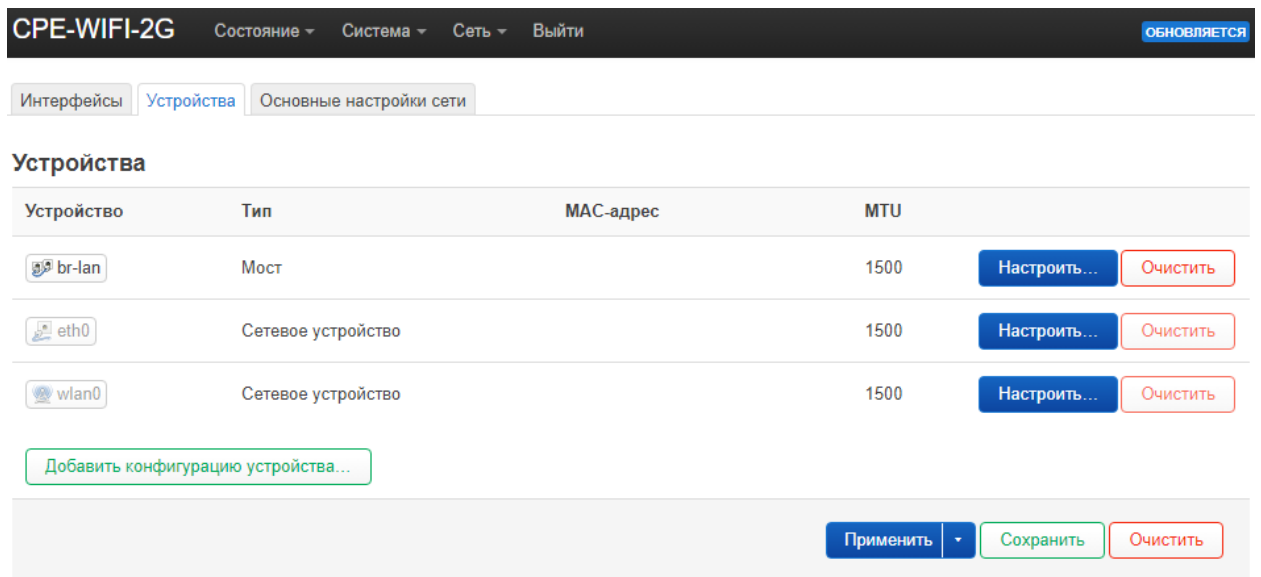 CPE-WIFI-2G Состояние Система Сеть Выйти ОБНОВЛЯЕТСЯ
Интерфейсы Устройства Основные настройки сети
Устройства
Устройство Тип MAC-адрес MTU
br-lan Мост 1500 Настроить... Очистить
eth0 Сетевое устройство 1500 Настроить... Очистить
wlan0 Сетевое устройство 1500 Настроить... Очистить
Добавить конфигурацию устройства...
Применить Сохранить Очистить